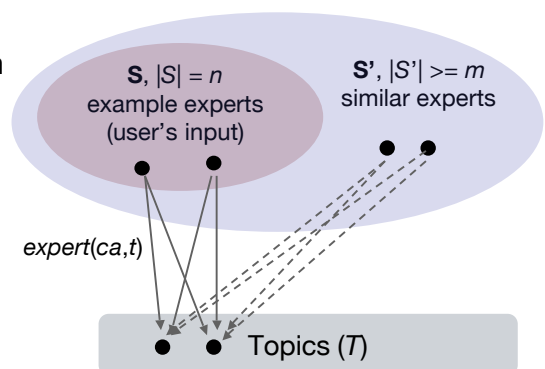 S, |S| = n
example experts
(user's input)
S', |S'| >= m
similar experts
expert(ca,t)
Topics (T)